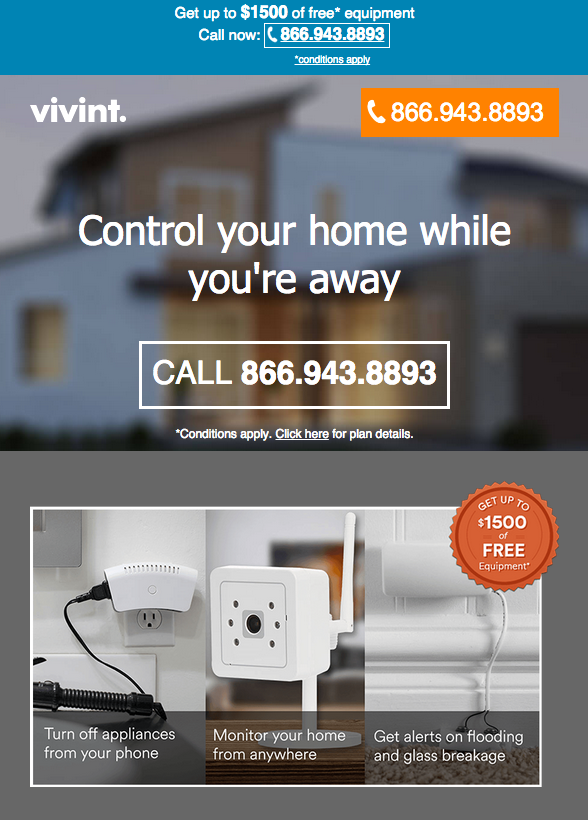 Get up to $1500 of free* equipment
Call now: 866.943.8893
*conditions apply
vivint.
866.943.8893
Control your home while
you're away
CALL 866.943.8893
*Conditions apply. Click here for plan details.
GET UP TO
$1500
of
FREE
Equipment*
Turn off appliances
from your phone
Monitor your home
from anywhere
Get alerts on flooding
and glass breakage